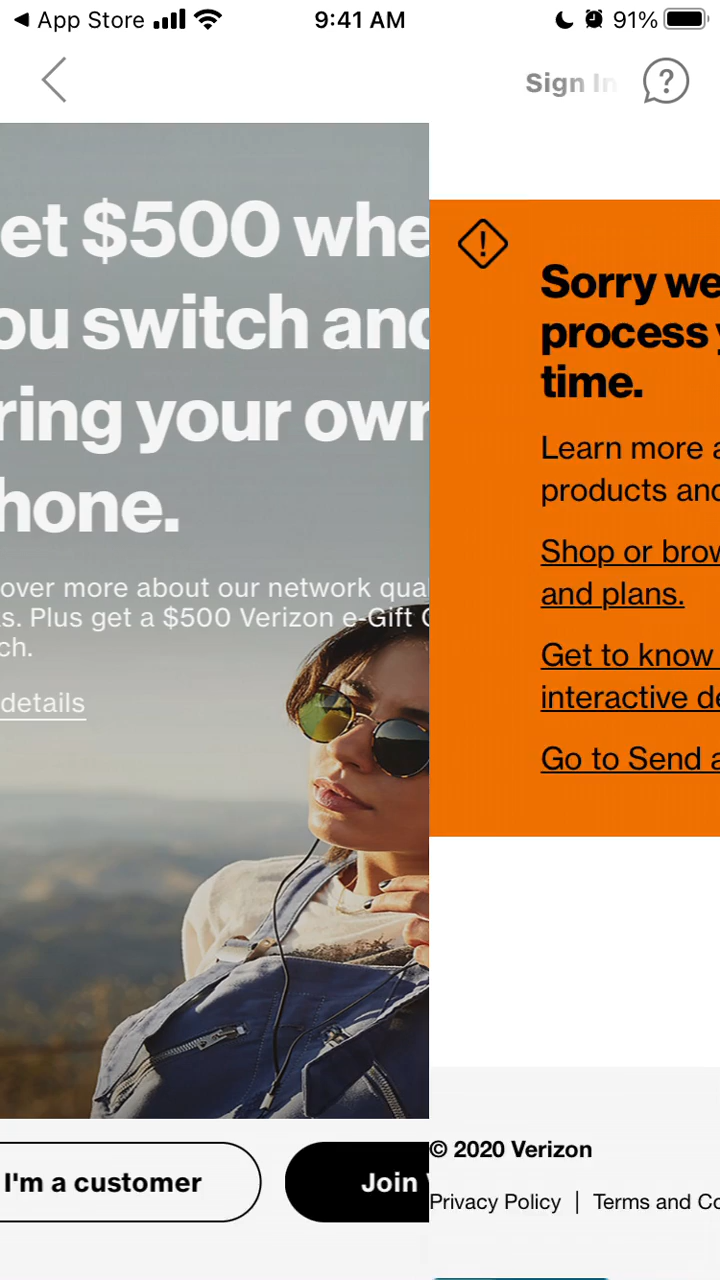 App Store
9:41 AM
91%
Sign In
et $500 whe
ou switch and
ring your own
hone.
over more about our network qua
s. Plus get a $500 Verizon e-Gift C
ch.
details
I'm a customer
Join
Sorry we
process y
time.
Learn more a
products and
Shop or brow
and plans.
Get to know
interactive de
Go to Send a
© 2020 Verizon
Privacy Policy | Terms and Co